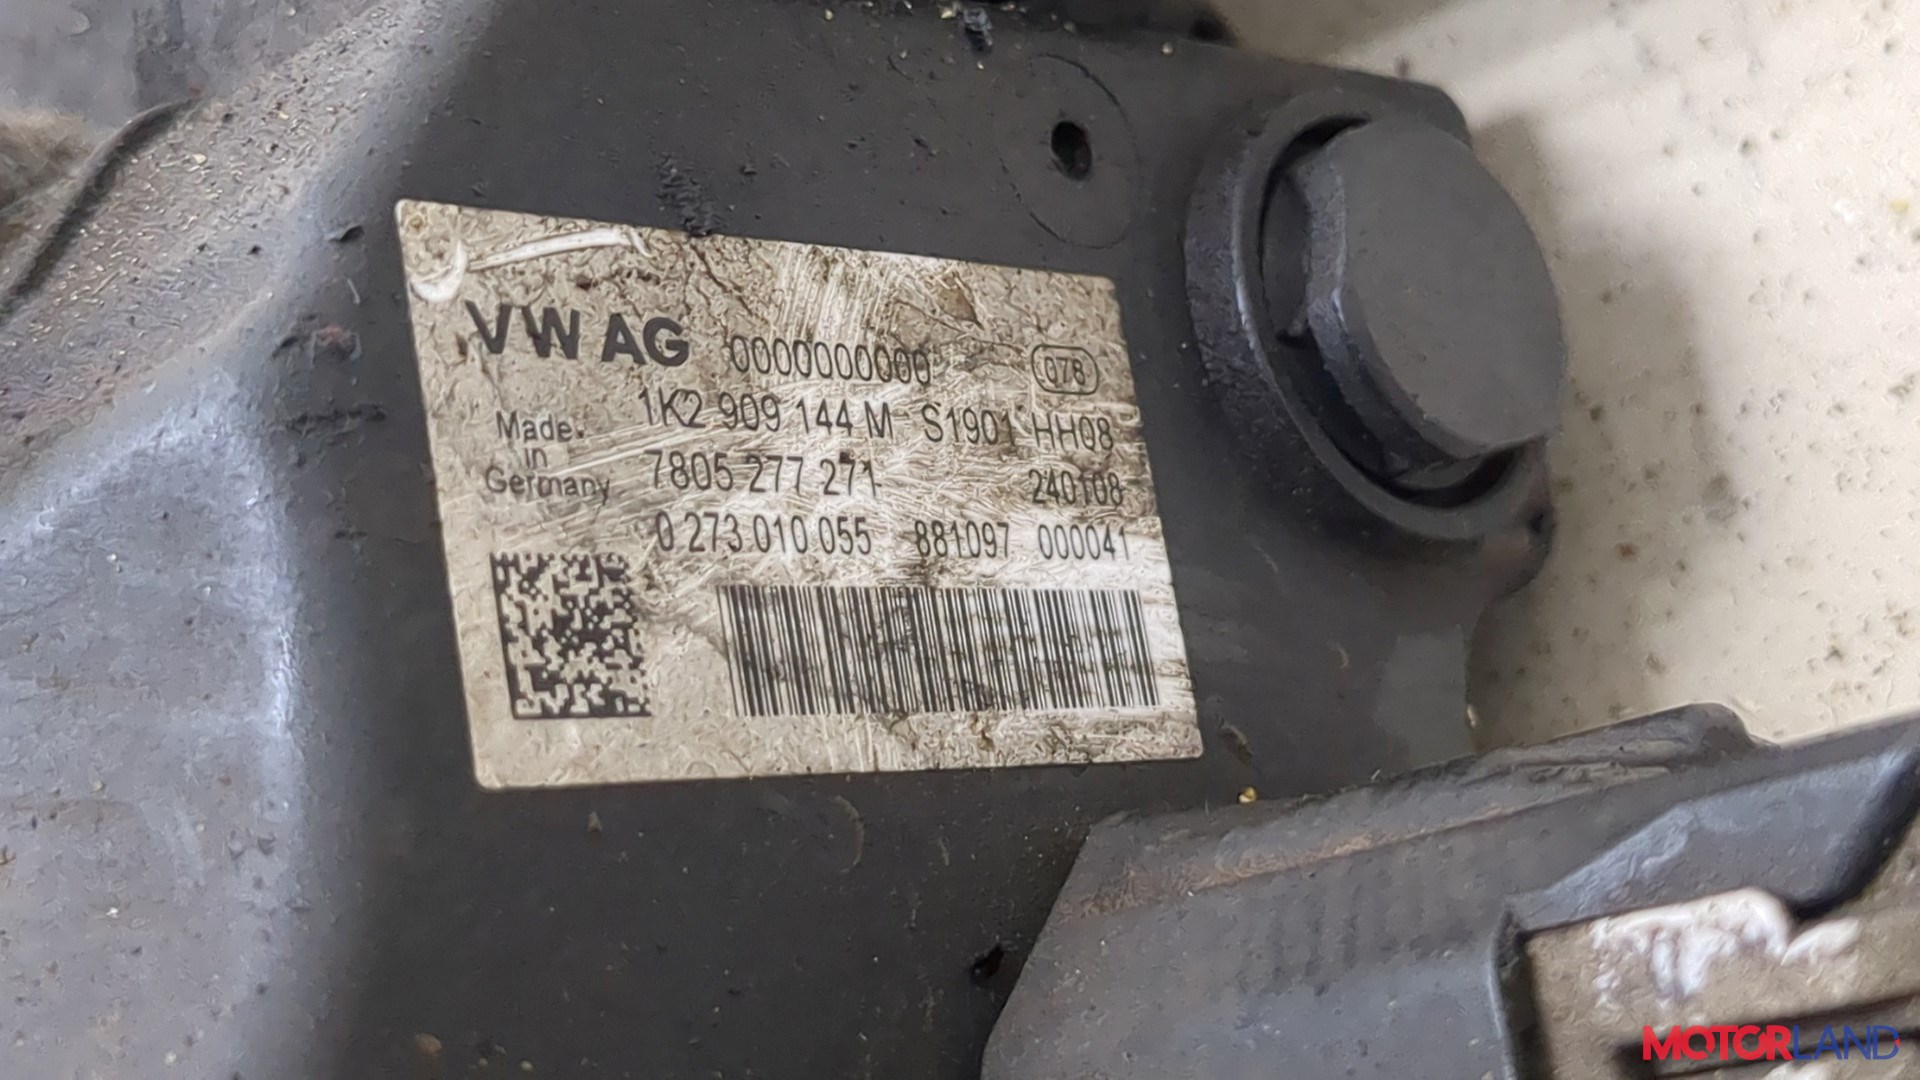 VW AG 0000000000 078
1K2 909 144 M S1901 HH08
Made in Germany
7805 277 271 240108
0 273 010 055 881097 000041
MOTORLAND